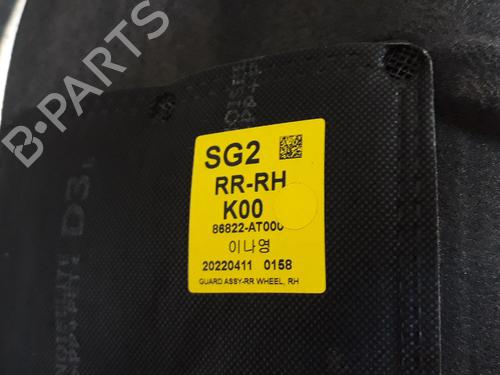 B-PARTS
SG2
RR-RH
K00
86822-AT000
이나영
20220411 0158
GUARD ASSY-RR WHEEL, RH